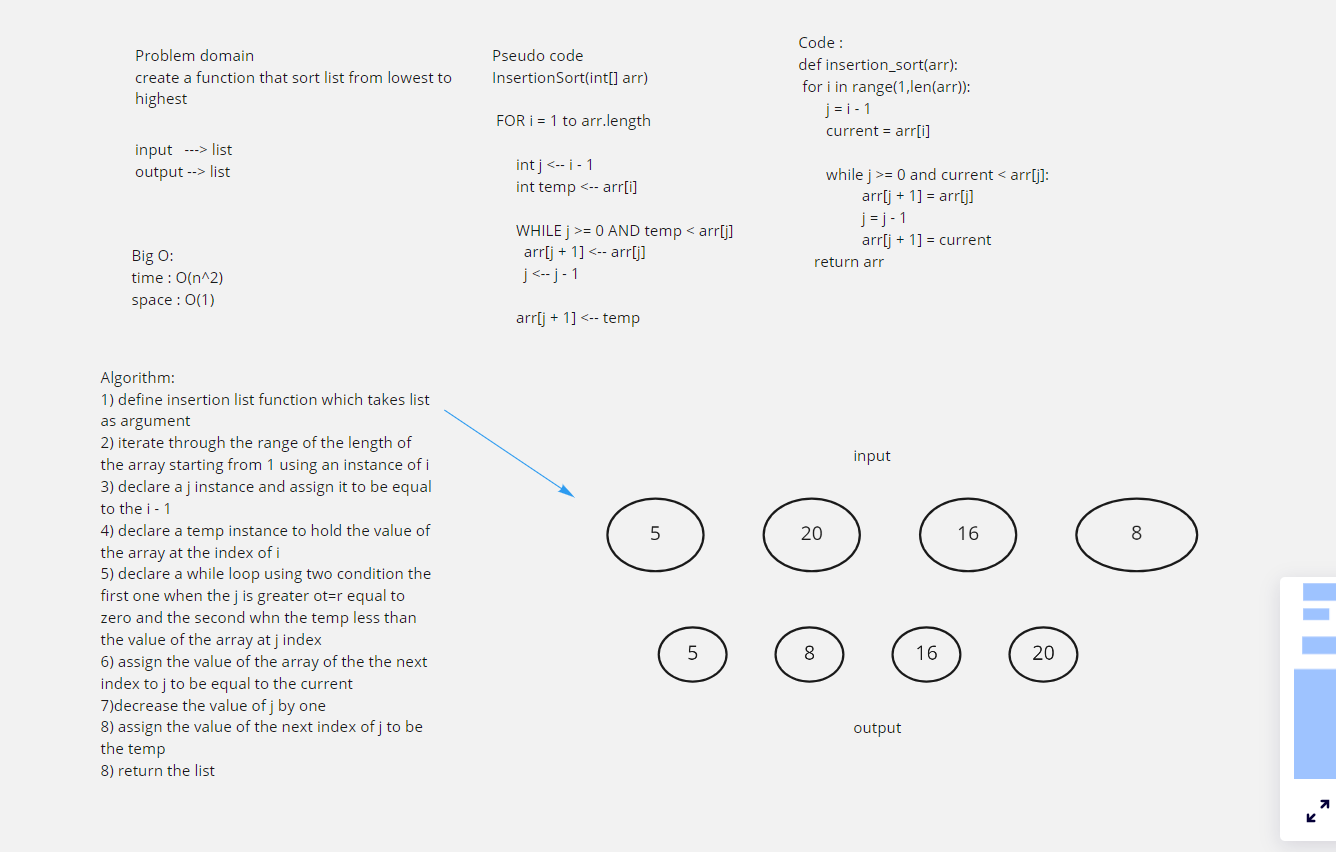 Problem domain
create a function that sort list from lowest to
highest
input ---> list
output --> list
Big O:
time : O(n^2)
space : O(1)
Pseudo code
InsertionSort(int[] arr)
FOR i = 1 to arr.length
int j <-- i - 1
int temp <-- arr[i]
WHILE j >= 0 AND temp < arr[j]
arr[j + 1] <-- arr[j]
j <-- j - 1
arr[j + 1] <-- temp
Code :
def insertion_sort(arr):
for i in range(1,len(arr)):
j = i - 1
current = arr[i]
while j >= 0 and current < arr[j]:
arr[j + 1] = arr[j]
j = j - 1
arr[j + 1] = current
return arr
Algorithm:
1) define insertion list function which takes list
as argument
2) iterate through the range of the length of
the array starting from 1 using an instance of i
3) declare a j instance and assign it to be equal
to the i - 1
4) declare a temp instance to hold the value of
the array at the index of i
5) declare a while loop using two condition the
first one when the j is greater ot=r equal to
zero and the second whn the temp less than
the value of the array at j index
6) assign the value of the array of the the next
index to j to be equal to the current
7)decrease the value of j by one
8) assign the value of the next index of j to be
the temp
8) return the list
input
5 20 16 8
5 8 16 20
output